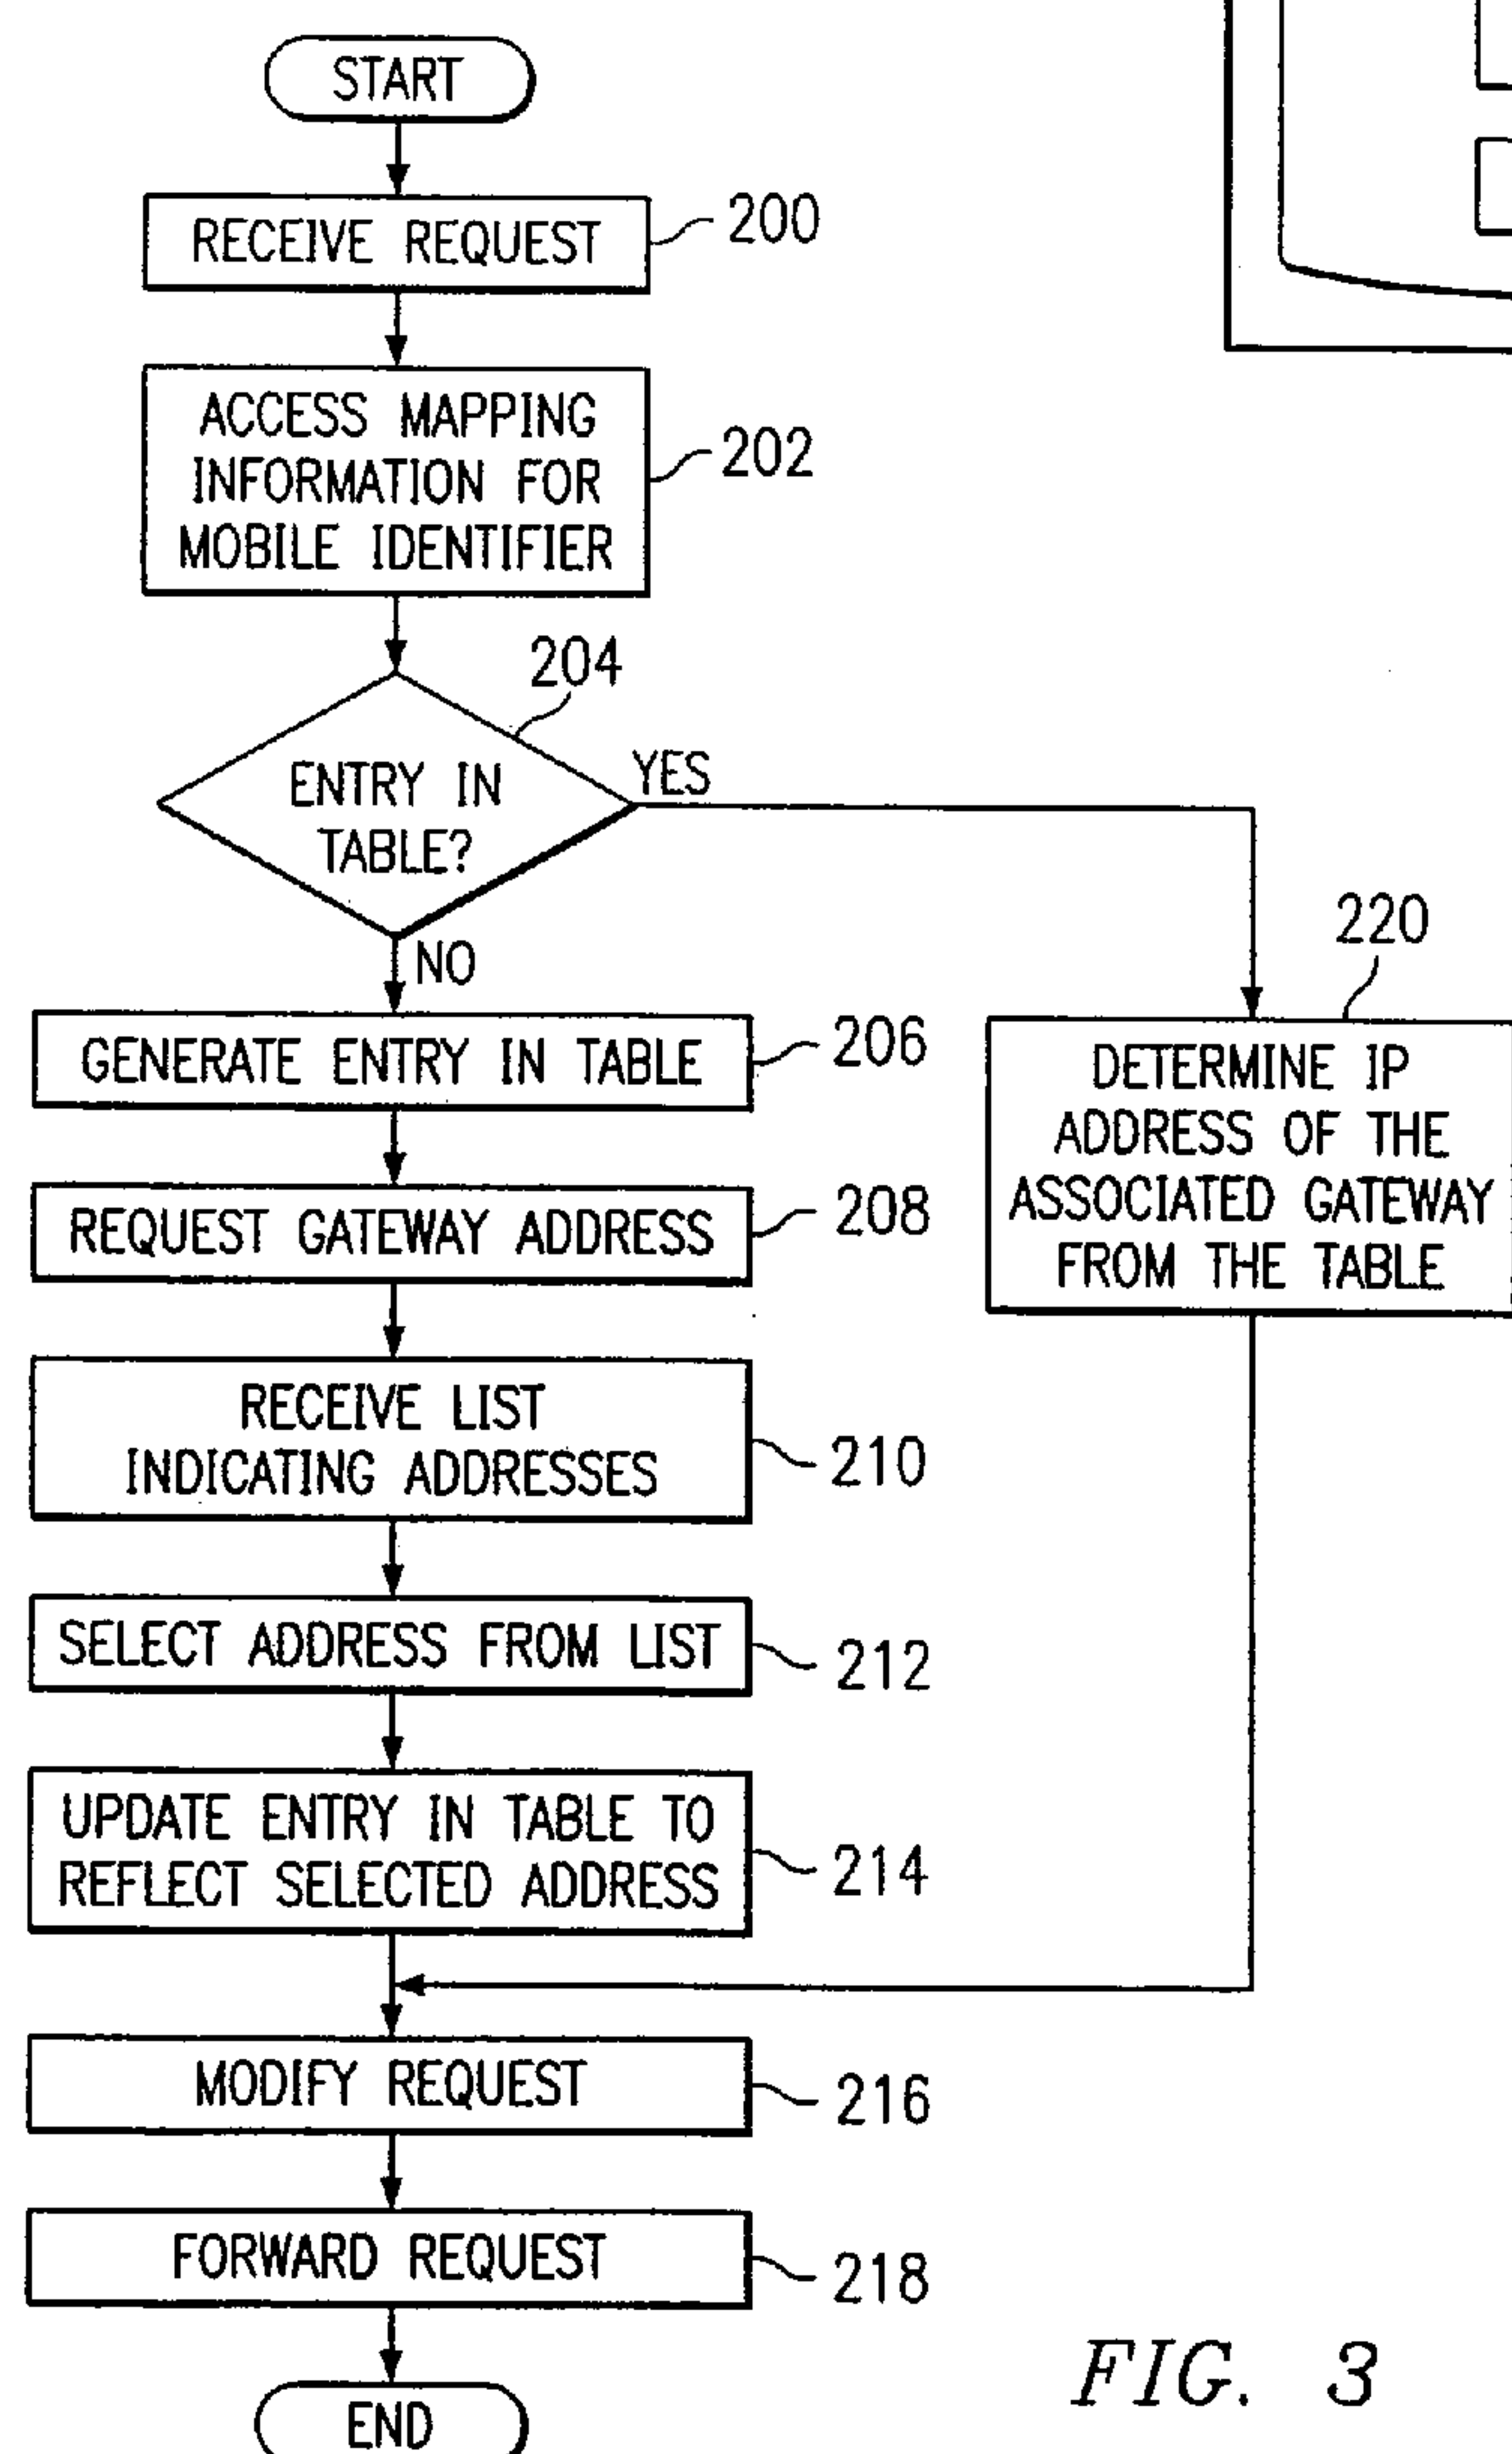 START
RECEIVE REQUEST
200
ACCESS MAPPING
INFORMATION FOR
MOBILE IDENTIFIER
202
204
ENTRY IN
TABLE?
YES
NO
GENERATE ENTRY IN TABLE
206
REQUEST GATEWAY ADDRESS
208
RECEIVE LIST
INDICATING ADDRESSES
210
SELECT ADDRESS FROM LIST
212
UPDATE ENTRY IN TABLE TO
REFLECT SELECTED ADDRESS
214
220
DETERMINE IP
ADDRESS OF THE
ASSOCIATED GATEWAY
FROM THE TABLE
MODIFY REQUEST
216
FORWARD REQUEST
218
END
FIG. 3